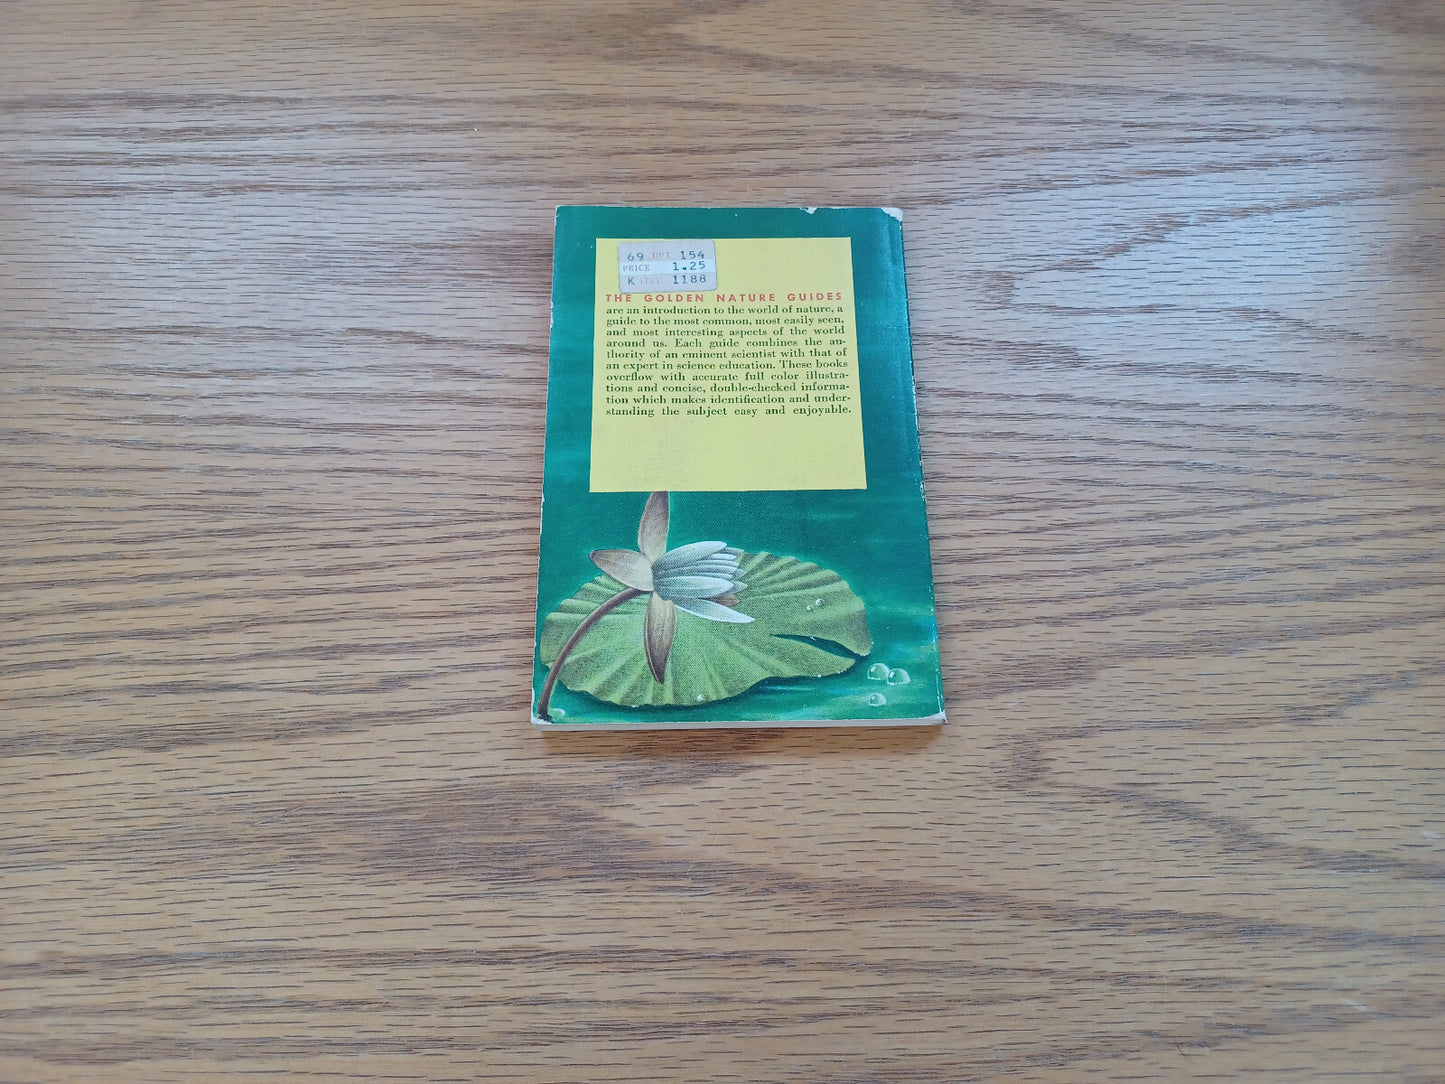 69 DPT 154
PRICE 1.25
K ITEM 1188
THE GOLDEN NATURE GUIDES
are an introduction to the world of nature, a
guide to the most common, most easily seen,
and most interesting aspects of the world
around us. Each guide combines the au-
thority of an eminent scientist with that of
an expert in science education. These books
overflow with accurate full color illustra-
tions and concise, double-checked informa-
tion which makes identification and under-
standing the subject easy and enjoyable.